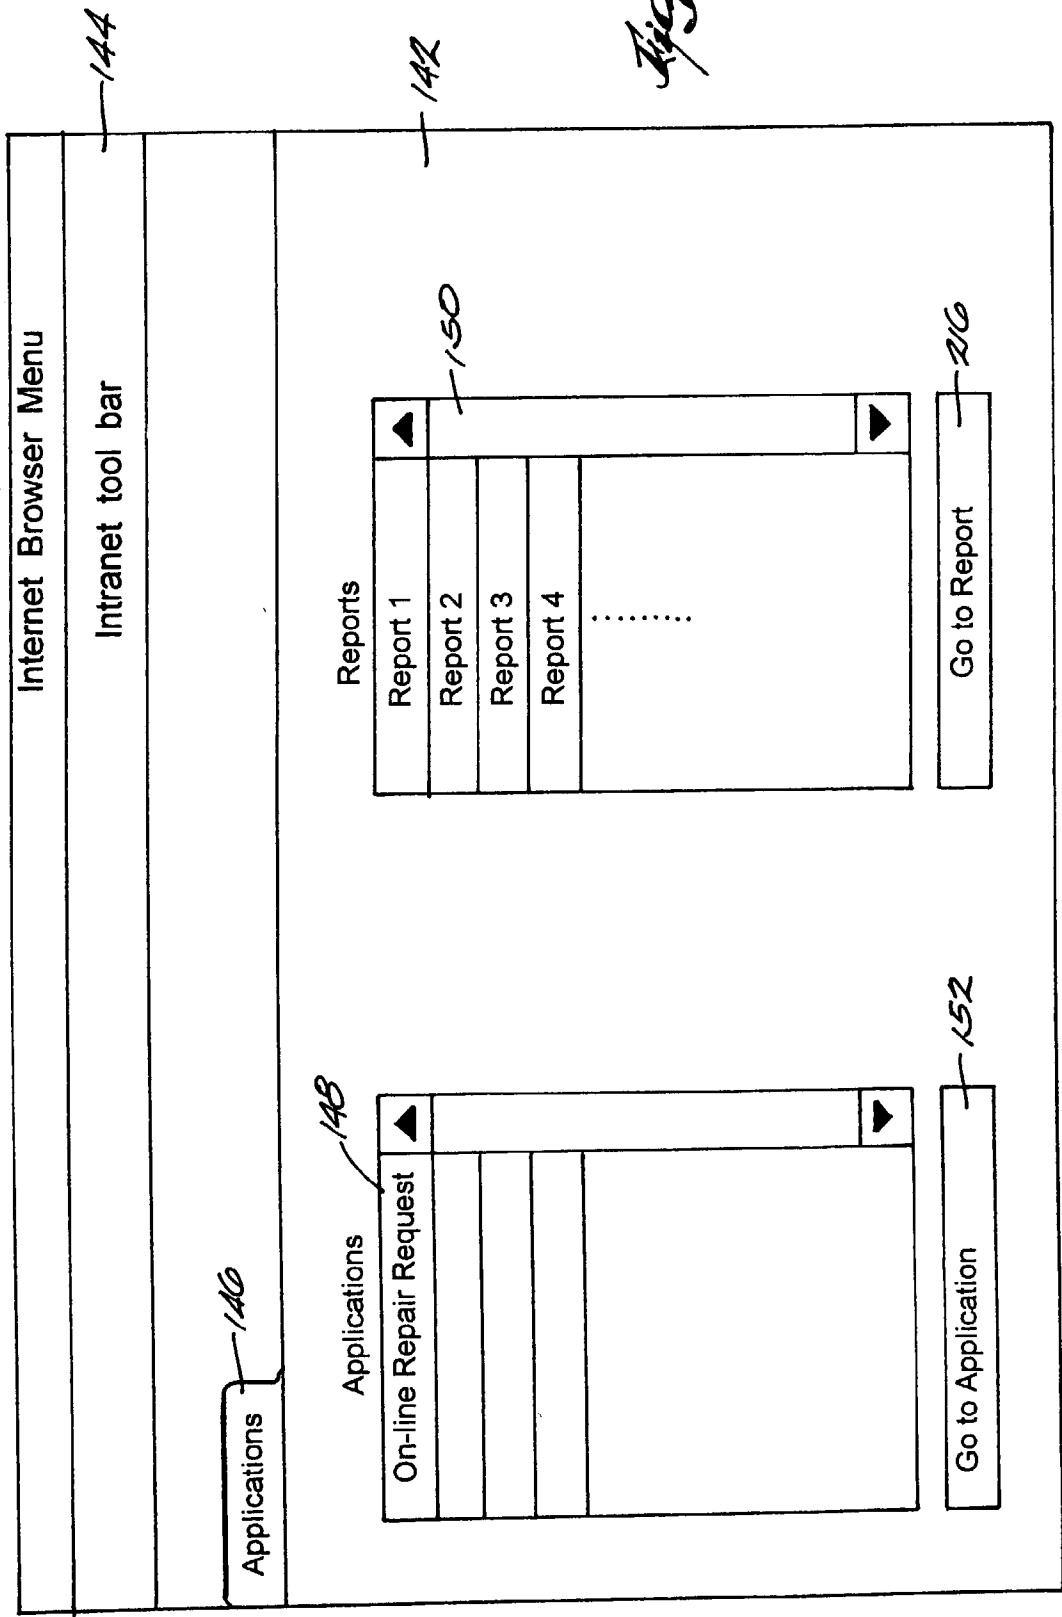 144
Internet Browser Menu
Intranet tool bar
142
146
Applications
Applications
148
On-line Repair Request
Go to Application
152
Reports
150
Report 1
Report 2
Report 3
Report 4
.........
Go to Report
216